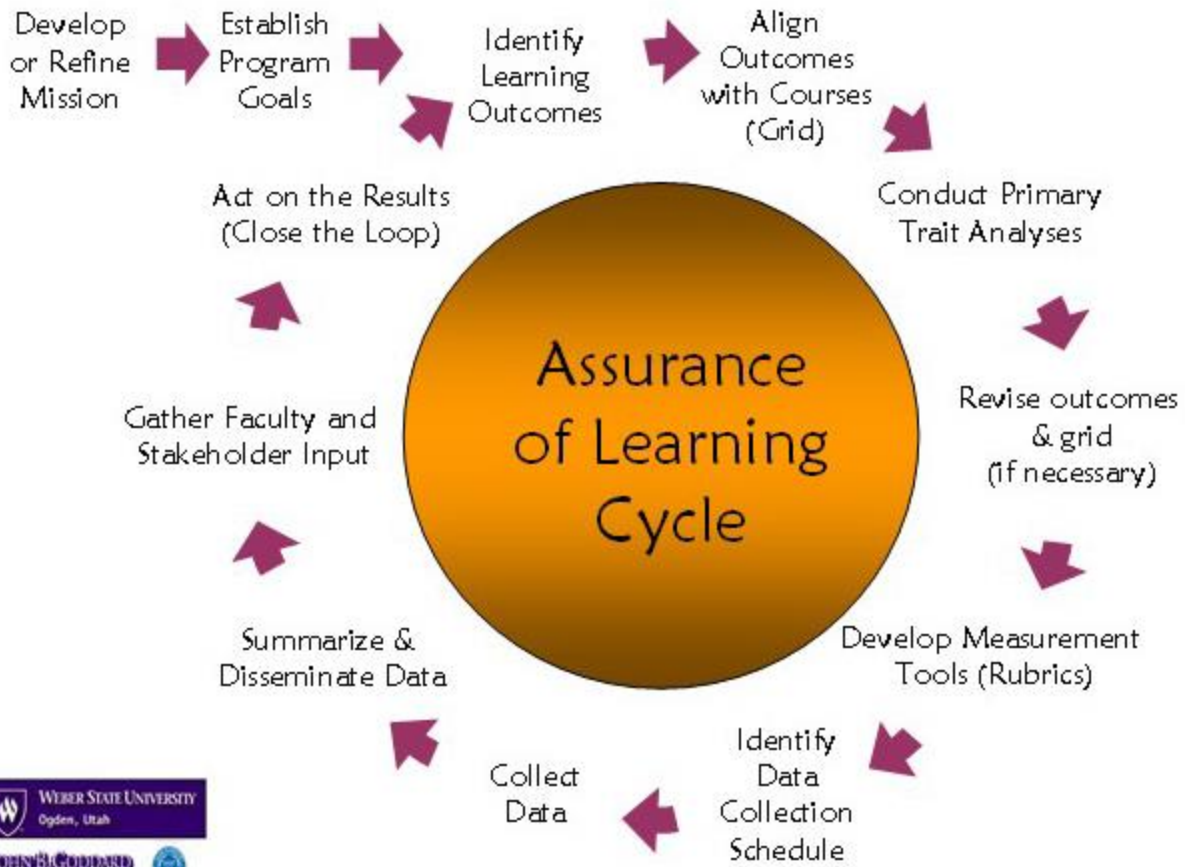 Develop
or Refine
Mission
Establish
Program
Goals
Identify
Learning
Outcomes
Align
Outcomes
with Courses
(Grid)
Conduct Primary
Trait Analyses
Revise outcomes
& grid
(if necessary)
Develop Measurement
Tools (Rubrics)
Identify
Data
Collection
Schedule
Collect
Data
Summarize &
Disseminate Data
Gather Faculty and
Stakeholder Input
Act on the Results
(Close the Loop)
Assurance
of Learning
Cycle
WEBER STATE UNIVERSITY
Ogden, Utah
GODDARD